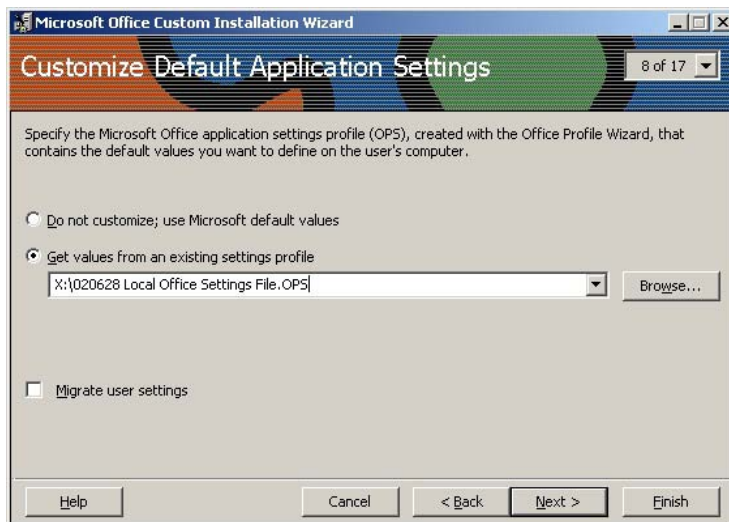 Microsoft Office Custom Installation Wizard
Customize Default Application Settings
8 of 17
Specify the Microsoft Office application settings profile (OPS), created with the Office Profile Wizard, that
contains the default values you want to define on the user's computer.
Do not customize; use Microsoft default values
Get values from an existing settings profile
X:\020628 Local Office Settings File.OPS
Browse...
Migrate user settings
Help
Cancel
< Back
Next >
Finish